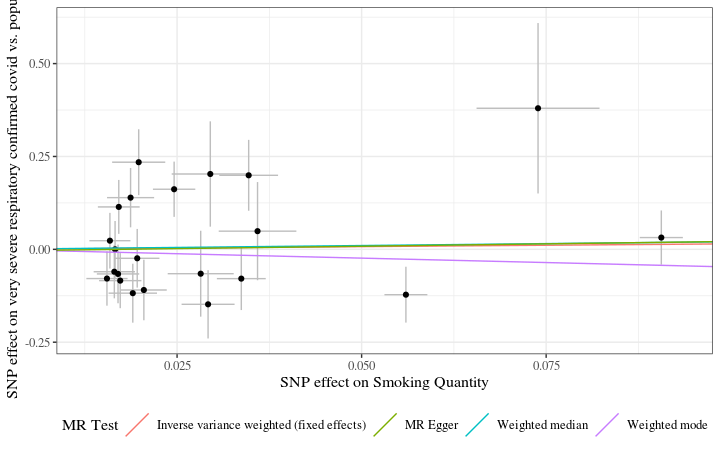 SNP effect on very severe respiratory confirmed covid vs.
0.50
0.25
0.00
-0.25
0.025
0.050
0.075
SNP effect on Smoking Quantity
MR Test
Inverse variance weighted (fixed effects)
MR Egger
Weighted median
Weighted mode